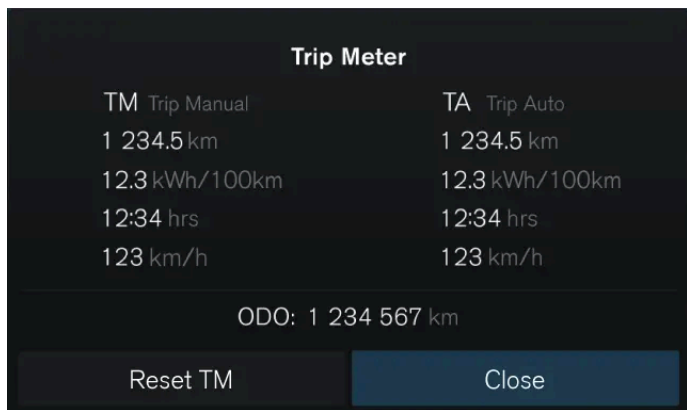 Trip Meter
TM Trip Manual
1 234.5 km
12.3 kWh/100km
12:34 hrs
123 km/h
TA Trip Auto
1 234.5 km
12.3 kWh/100km
12:34 hrs
123 km/h
ODO: 1 234 567 km
Reset TM
Close